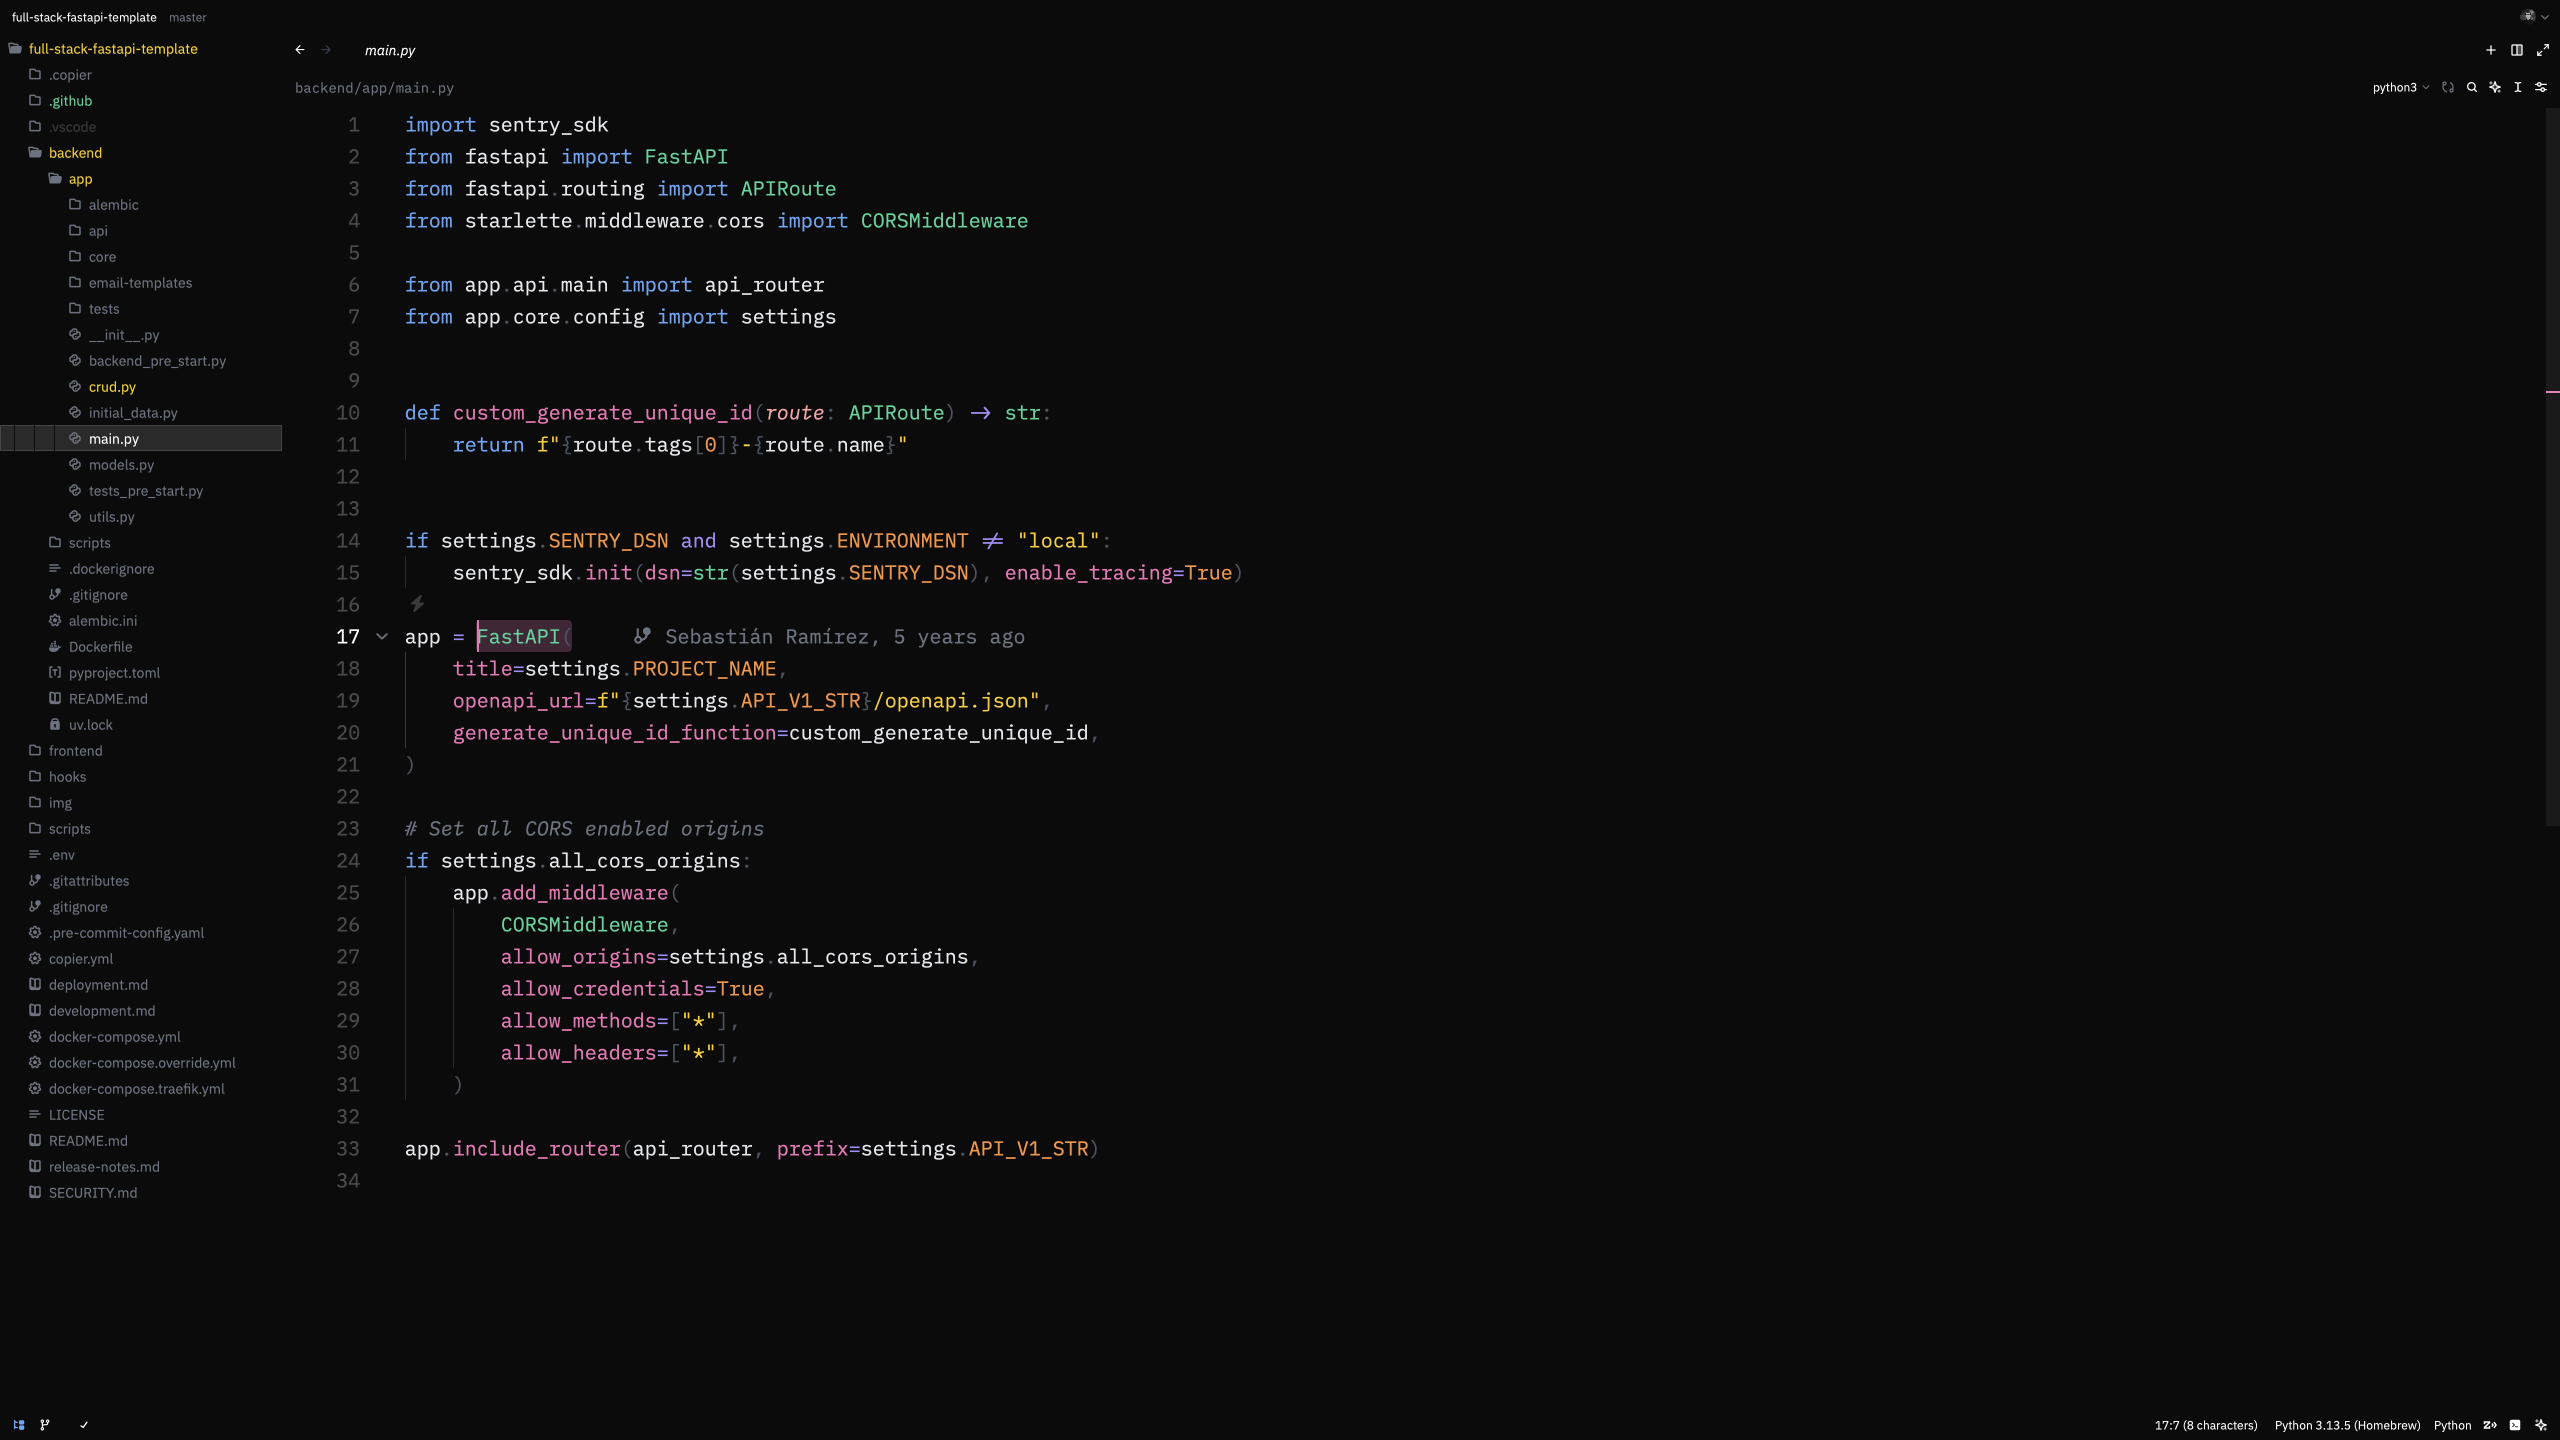 full-stack-fastapi-template master
full-stack-fastapi-template
.copier
.github
.vscode
backend
app
alembic
api
core
email-templates
tests
__init__.py
backend_pre_start.py
crud.py
initial_data.py
main.py
models.py
tests_pre_start.py
utils.py
scripts
.dockerignore
.gitignore
alembic.ini
Dockerfile
pyproject.toml
README.md
uv.lock
frontend
hooks
img
scripts
.env
.gitattributes
.gitignore
.pre-commit-config.yaml
copier.yml
deployment.md
development.md
docker-compose.yml
docker-compose.override.yml
docker-compose.traefik.yml
LICENSE
README.md
release-notes.md
SECURITY.md
main.py
backend/app/main.py
python3
1 import sentry_sdk
2 from fastapi import FastAPI
3 from fastapi.routing import APIRoute
4 from starlette.middleware.cors import CORSMiddleware
5
6 from app.api.main import api_router
7 from app.core.config import settings
8
9
10 def custom_generate_unique_id(route: APIRoute) → str:
11     return f"{route.tags[0]}-{route.name}"
12
13
14 if settings.SENTRY_DSN and settings.ENVIRONMENT ≠ "local":
15     sentry_sdk.init(dsn=str(settings.SENTRY_DSN), enable_tracing=True)
16
17 app = FastAPI( Sebastián Ramírez, 5 years ago
18     title=settings.PROJECT_NAME,
19     openapi_url=f"{settings.API_V1_STR}/openapi.json",
20     generate_unique_id_function=custom_generate_unique_id,
21 )
22
23 # Set all CORS enabled origins
24 if settings.all_cors_origins:
25     app.add_middleware(
26         CORSMiddleware,
27         allow_origins=settings.all_cors_origins,
28         allow_credentials=True,
29         allow_methods=["*"],
30         allow_headers=["*"],
31     )
32
33 app.include_router(api_router, prefix=settings.API_V1_STR)
34
17:7 (8 characters) Python 3.13.5 (Homebrew) Python